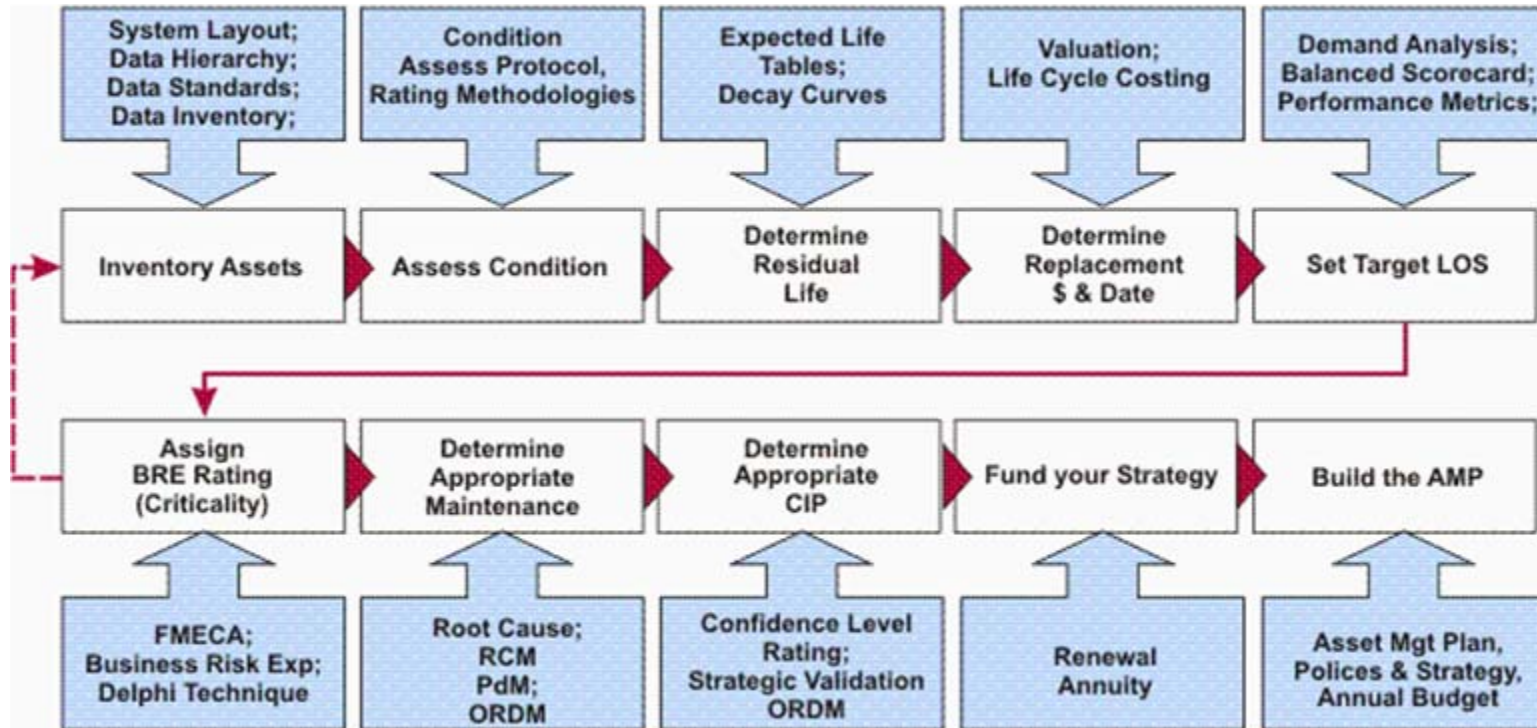 System Layout;
Data Hierarchy;
Data Standards;
Data Inventory;
Condition
Assess Protocol,
Rating Methodologies
Expected Life
Tables;
Decay Curves
Valuation;
Life Cycle Costing
Demand Analysis;
Balanced Scorecard;
Performance Metrics;
Inventory Assets
Assess Condition
Determine
Residual
Life
Determine
Replacement
$ & Date
Set Target LOS
Assign
BRE Rating
(Criticality)
Determine
Appropriate
Maintenance
Determine
Appropriate
CIP
Fund your Strategy
Build the AMP
FMECA;
Business Risk Exp;
Delphi Technique
Root Cause;
RCM
PdM;
ORDM
Confidence Level
Rating;
Strategic Validation
ORDM
Renewal
Annuity
Asset Mgt Plan,
Polices & Strategy,
Annual Budget